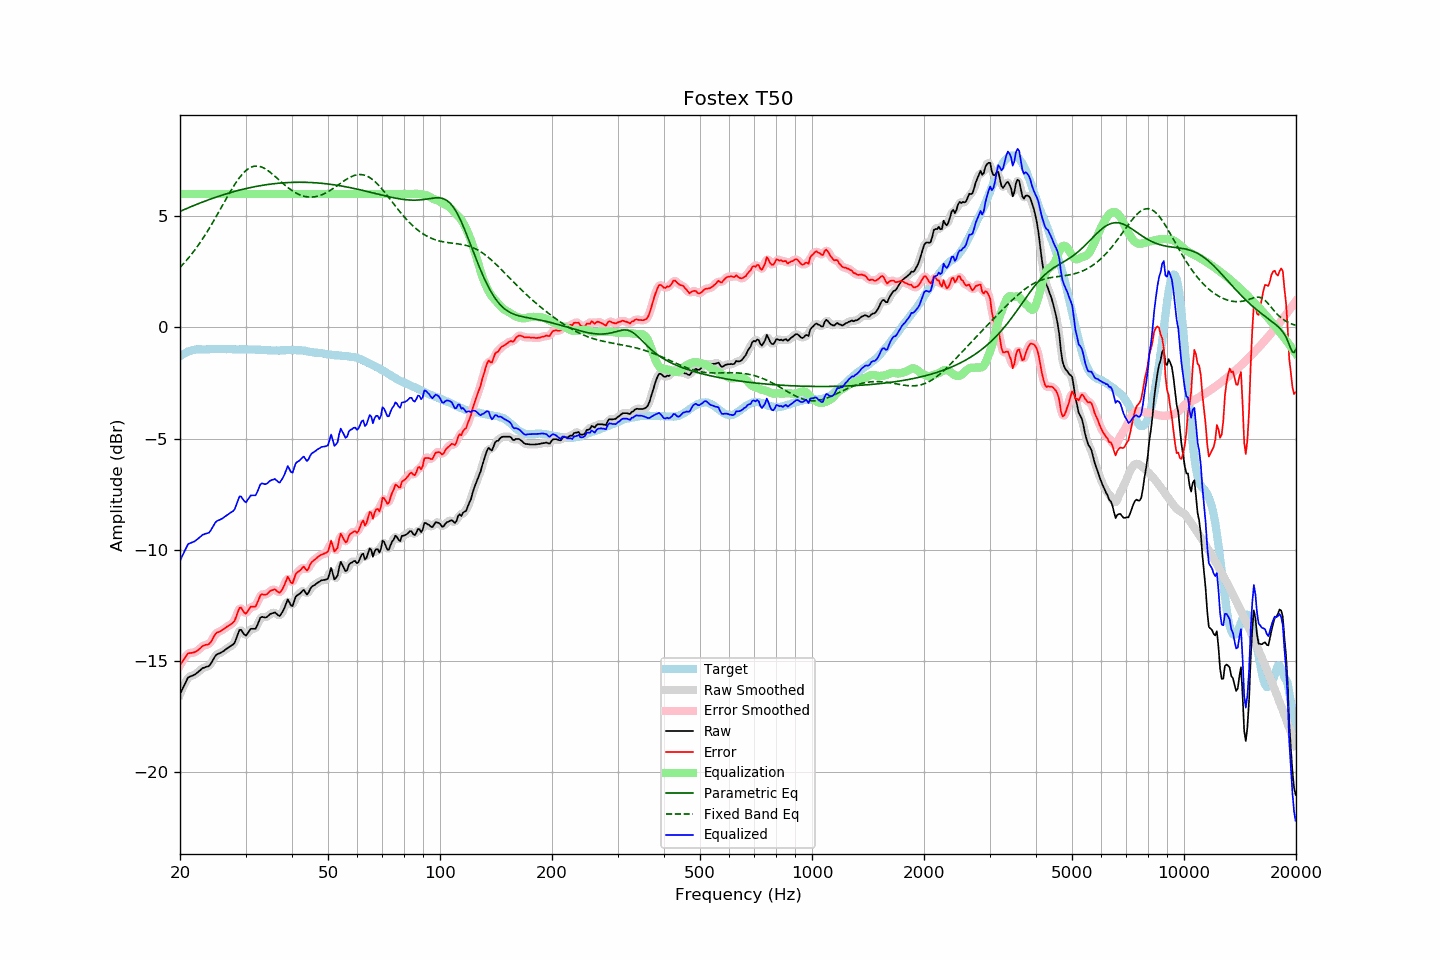 Fostex T50
Amplitude (dBr)
5
0
−5
−10
−15
−20
Target
Raw Smoothed
Error Smoothed
Raw
Error
Equalization
Parametric Eq
Fixed Band Eq
Equalized
20 50 100 200 500 1000 2000 5000 10000 20000
Frequency (Hz)